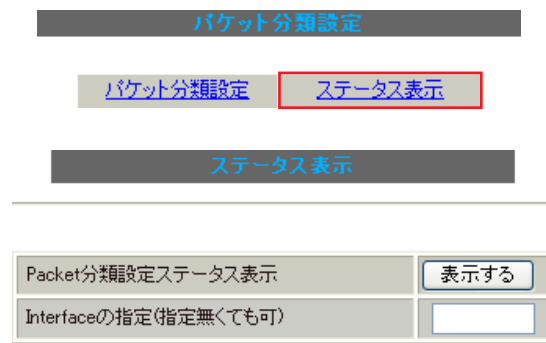 パケット分類設定
パケット分類設定 ステータス表示
ステータス表示
Packet分類設定ステータス表示 表示する
Interfaceの指定(指定無くても可)